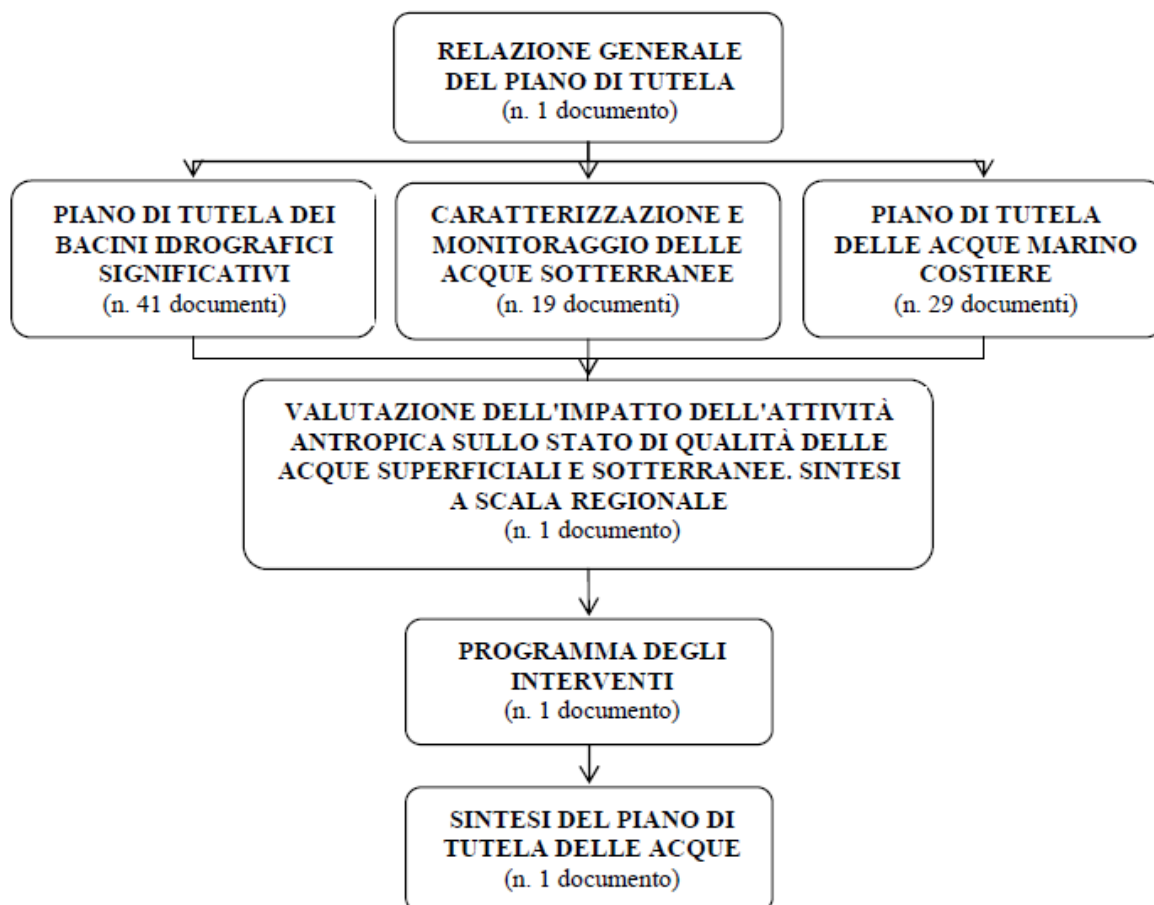 RELAZIONE GENERALE
DEL PIANO DI TUTELA
(n. 1 documento)
PIANO DI TUTELA DEI
BACINI IDROGRAFICI
SIGNIFICATIVI
(n. 41 documenti)
CARATTERIZZAZIONE E
MONITORAGGIO DELLE
ACQUE SOTTERRANEE
(n. 19 documenti)
PIANO DI TUTELA
DELLE ACQUE MARINO
COSTIERE
(n. 29 documenti)
VALUTAZIONE DELL'IMPATTO DELL'ATTIVITÀ
ANTROPICA SULLO STATO DI QUALITÀ DELLE
ACQUE SUPERFICIALI E SOTTERRANEE. SINTESI
A SCALA REGIONALE
(n. 1 documento)
PROGRAMMA DEGLI
INTERVENTI
(n. 1 documento)
SINTESI DEL PIANO DI
TUTELA DELLE ACQUE
(n. 1 documento)